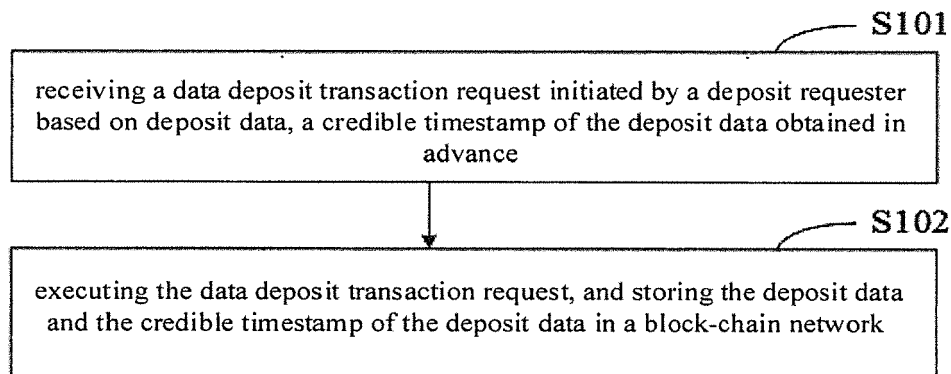 S101
receiving a data deposit transaction request initiated by a deposit requester
based on deposit data, a credible timestamp of the deposit data obtained in
advance
S102
executing the data deposit transaction request, and storing the deposit data
and the credible timestamp of the deposit data in a block-chain network